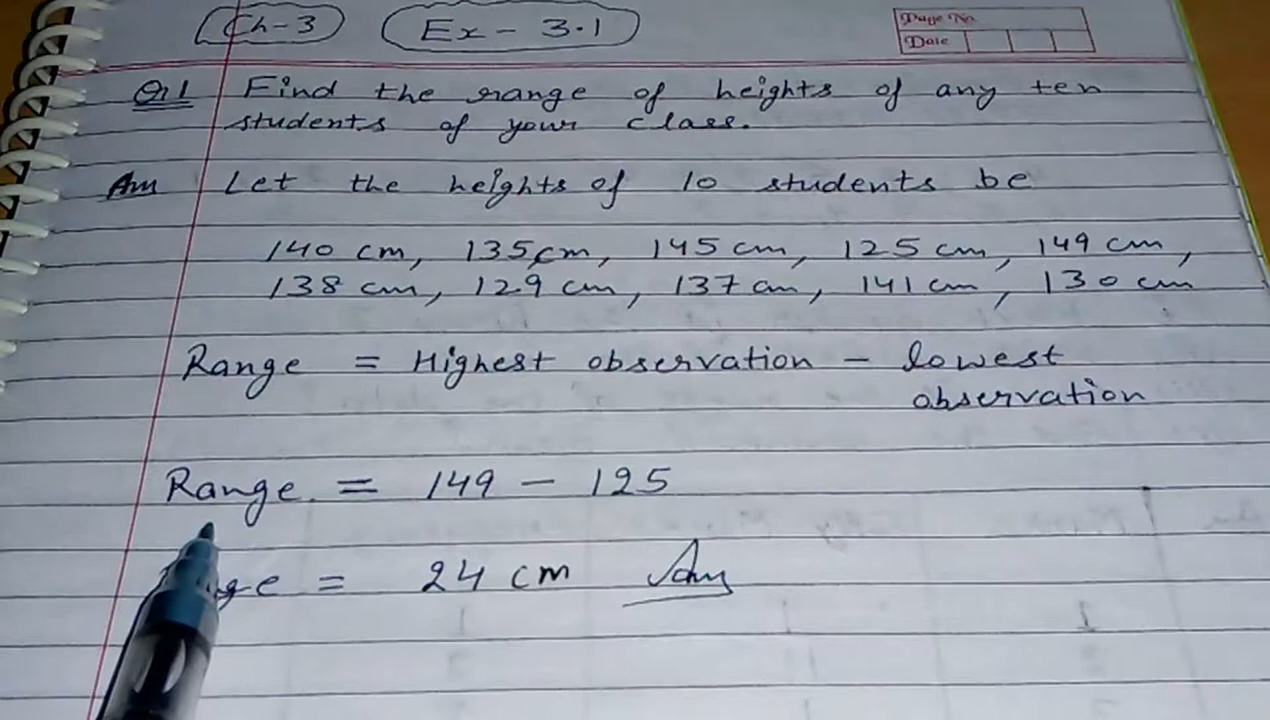 Ch-3 Ex - 3.1
Page No.
Date
Q1 Find the range of heights of any ten
students of your class.
Ans Let the heights of 10 students be
140 cm, 135cm, 145 cm, 125 cm, 149 cm,
138 cm, 129 cm, 137 cm, 141 cm, 130 cm
Range = Highest observation - lowest
observation
Range = 149 - 125
= 24 cm Ans